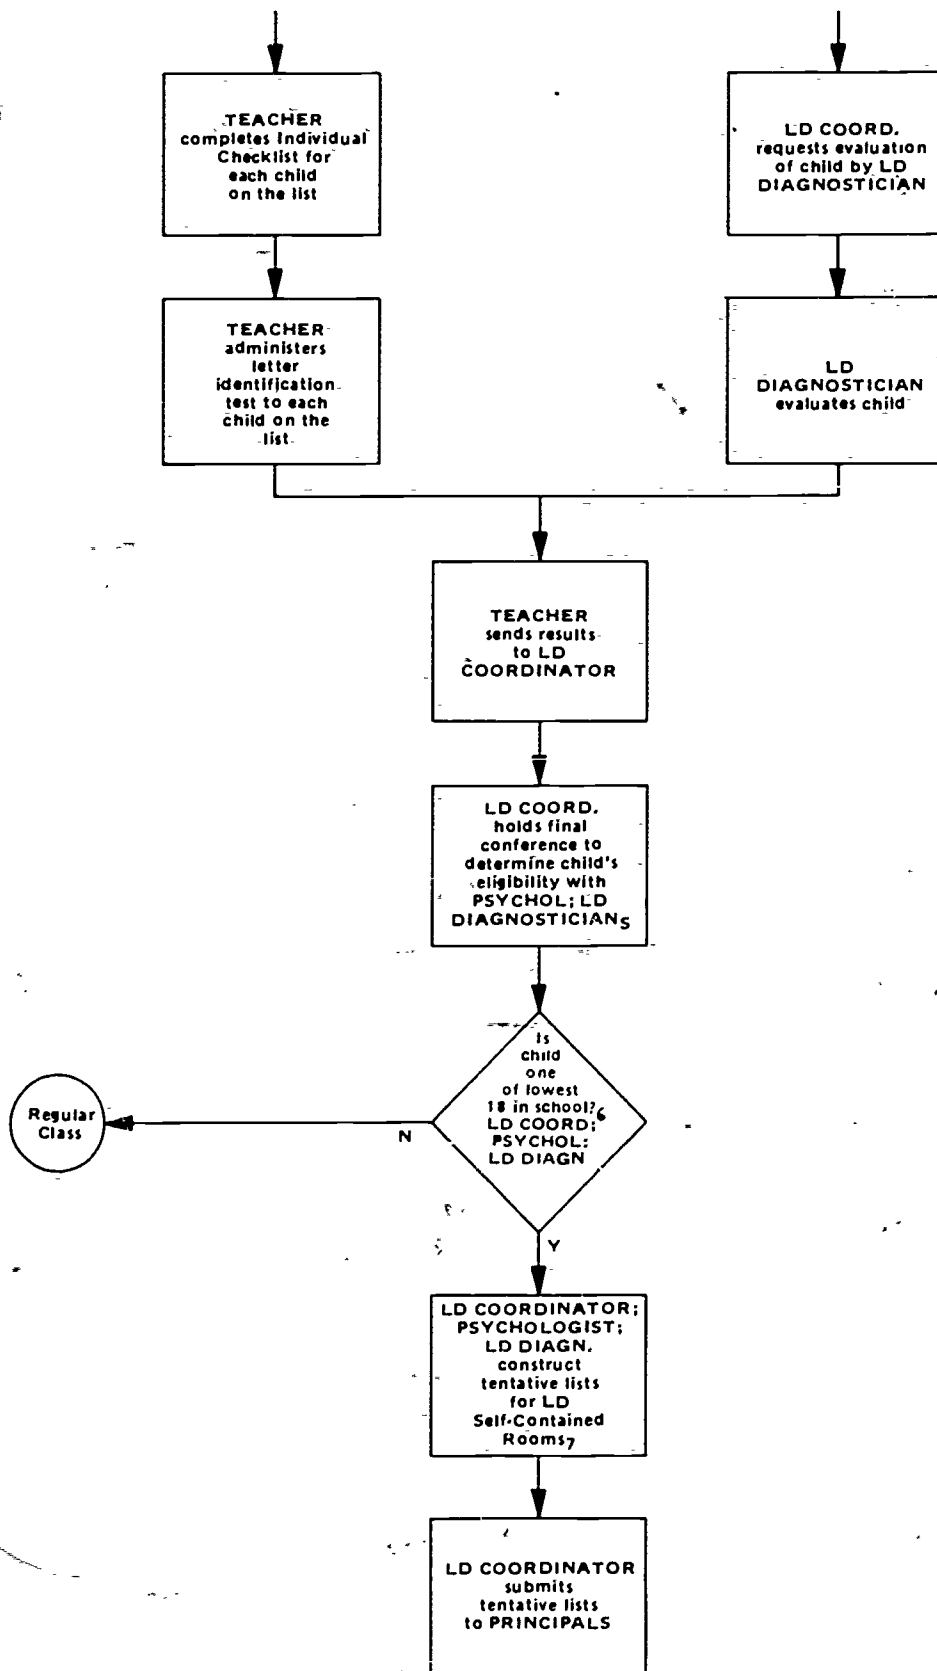 TEACHER
completes Individual
Checklist for
each child
on the list
LD COORD.
requests evaluation
of child by LD
DIAGNOSTICIAN
TEACHER
administers
letter
identification
test to each
child on the
list
LD
DIAGNOSTICIAN
evaluates child
TEACHER
sends results
to LD
COORDINATOR
LD COORD.
holds final
conference to
determine child's
eligibility with
PSYCHOL; LD
DIAGNOSTICIAN5
Is
child
one
of lowest
18 in school?6
LD COORD;
PSYCHOL;
LD DIAGN
Regular
Class
N
Y
LD COORDINATOR;
PSYCHOLOGIST;
LD DIAGN.
construct
tentative lists
for LD
Self-Contained
Rooms7
LD COORDINATOR
submits
tentative lists
to PRINCIPALS